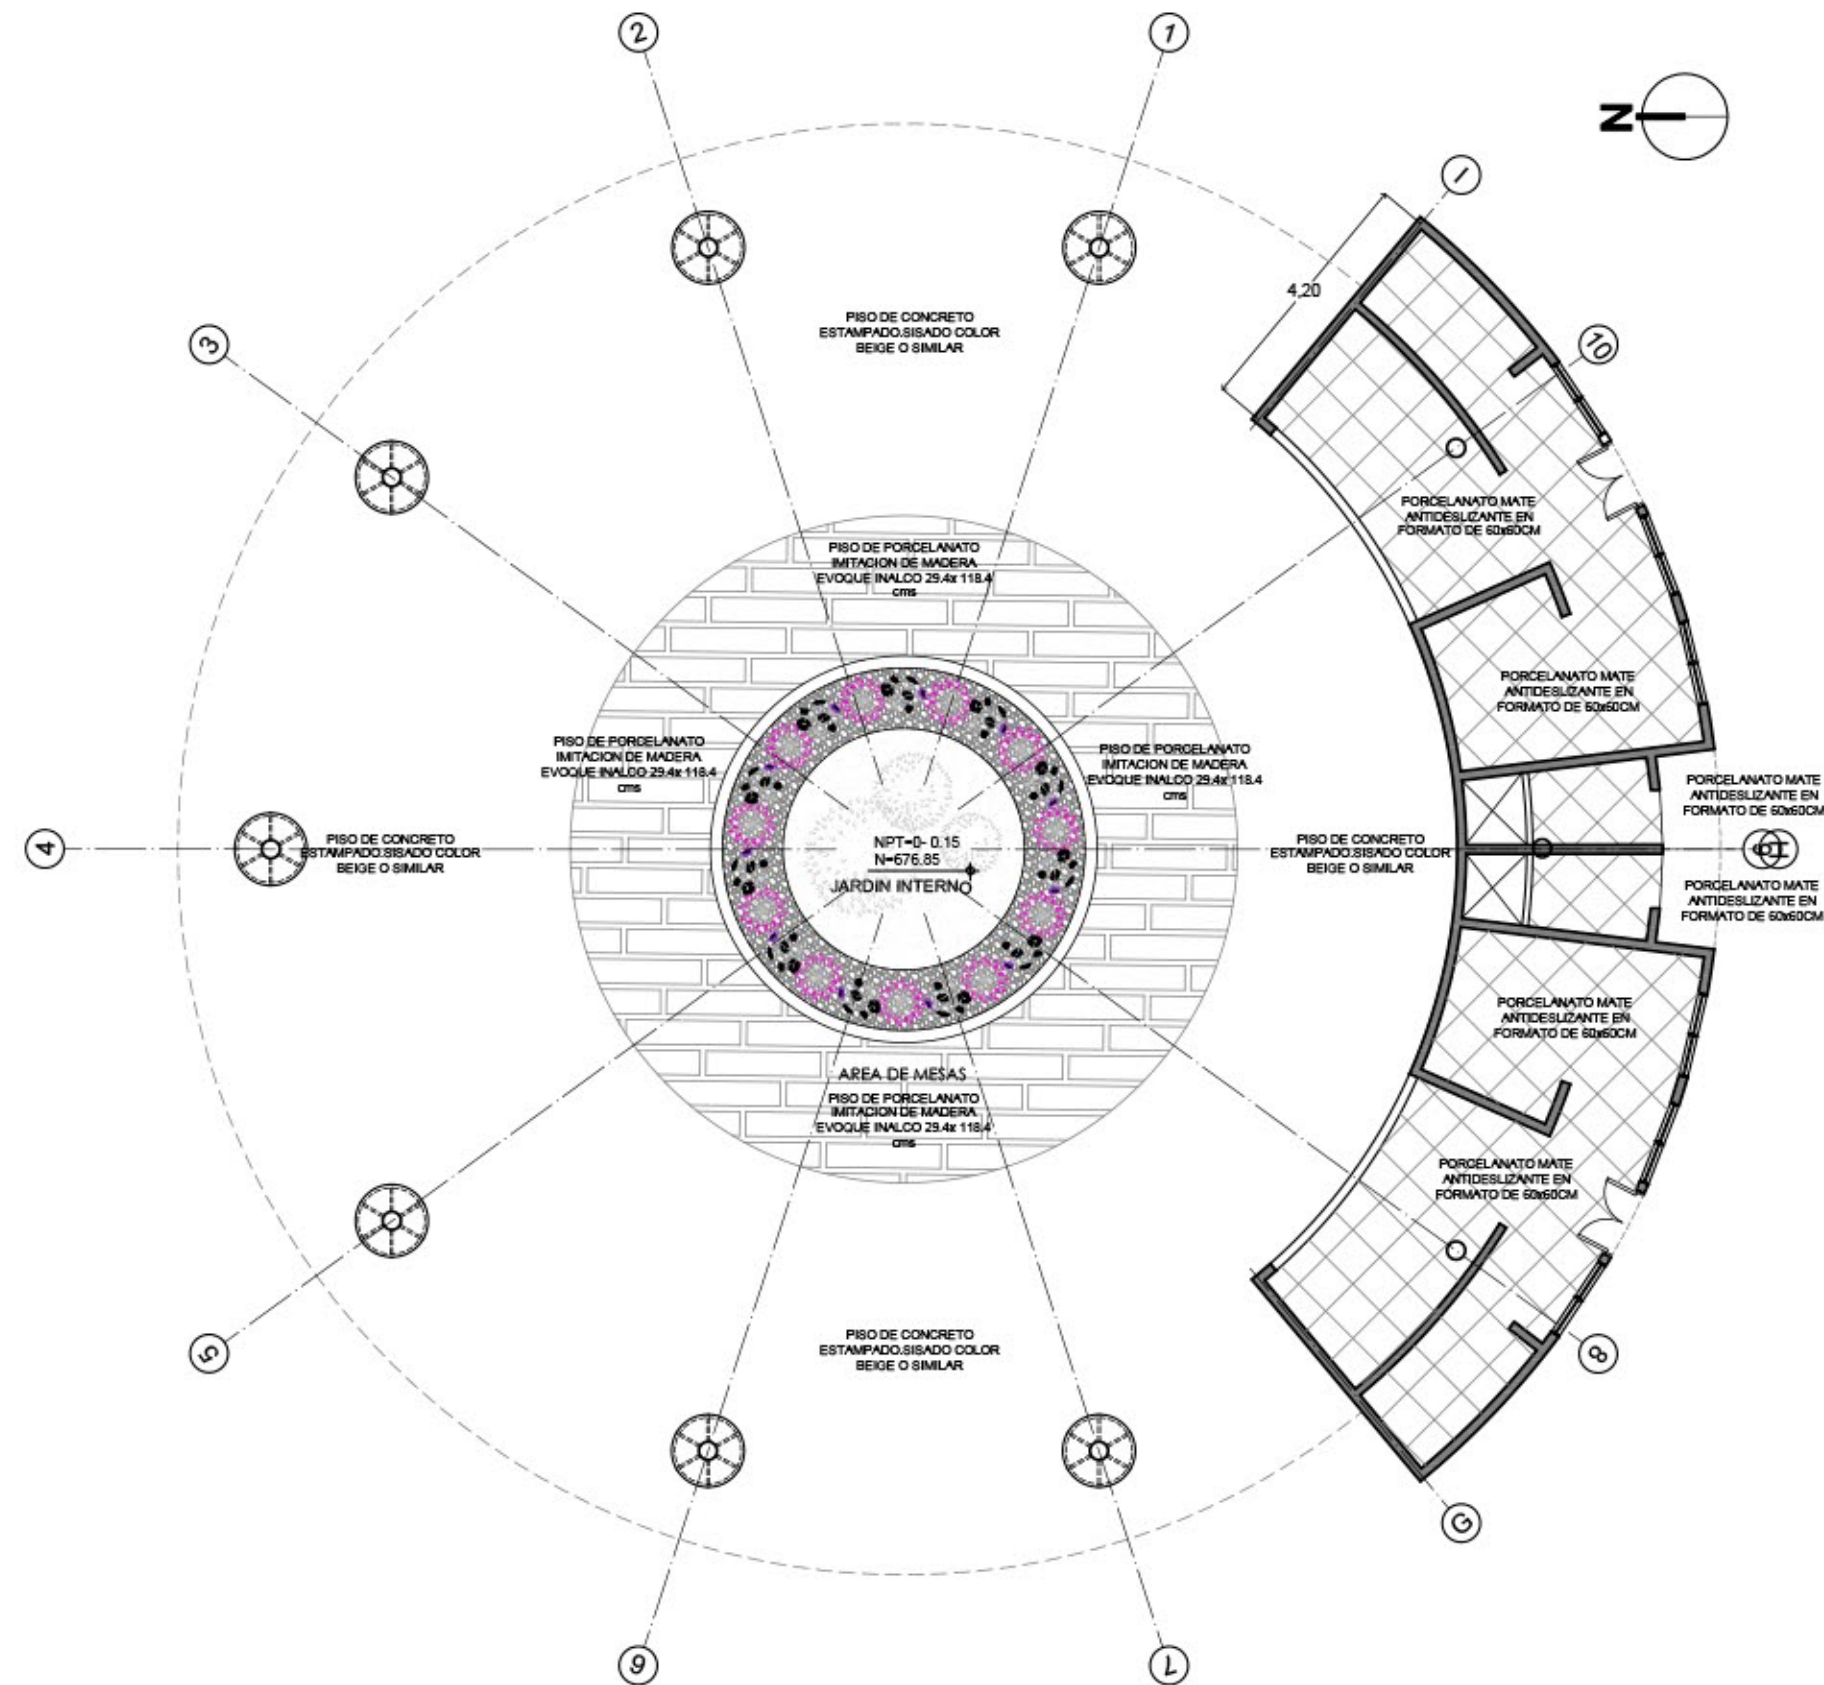 2
1
N
I
3
10
4,20
PISO DE CONCRETO
ESTAMPADO.SISADO COLOR
BEIGE O SIMILAR
PORCELANATO MATE
ANTIDESLIZANTE EN
FORMATO DE 60x60CM
PISO DE PORCELANATO
IMITACION DE MADERA
EVOQUE INALCO 29.4x 118.4
cms
PORCELANATO MATE
ANTIDESLIZANTE EN
FORMATO DE 60x60CM
PISO DE PORCELANATO
IMITACION DE MADERA
EVOQUE INALCO 29.4x 118.4
cms
PISO DE PORCELANATO
IMITACION DE MADERA
EVOQUE INALCO 29.4x 118.4
cms
PORCELANATO MATE
ANTIDESLIZANTE EN
FORMATO DE 60x60CM
4
PISO DE CONCRETO
ESTAMPADO.SISADO COLOR
BEIGE O SIMILAR
NPT=0- 0.15
N=676.85
JARDIN INTERNO
PISO DE CONCRETO
ESTAMPADO.SISADO COLOR
BEIGE O SIMILAR
PORCELANATO MATE
ANTIDESLIZANTE EN
FORMATO DE 60x60CM
PORCELANATO MATE
ANTIDESLIZANTE EN
FORMATO DE 60x60CM
AREA DE MESAS
PISO DE PORCELANATO
IMITACION DE MADERA
EVOQUE INALCO 29.4x 118.4
cms
PORCELANATO MATE
ANTIDESLIZANTE EN
FORMATO DE 60x60CM
5
PISO DE CONCRETO
ESTAMPADO.SISADO COLOR
BEIGE O SIMILAR
8
G
6
7